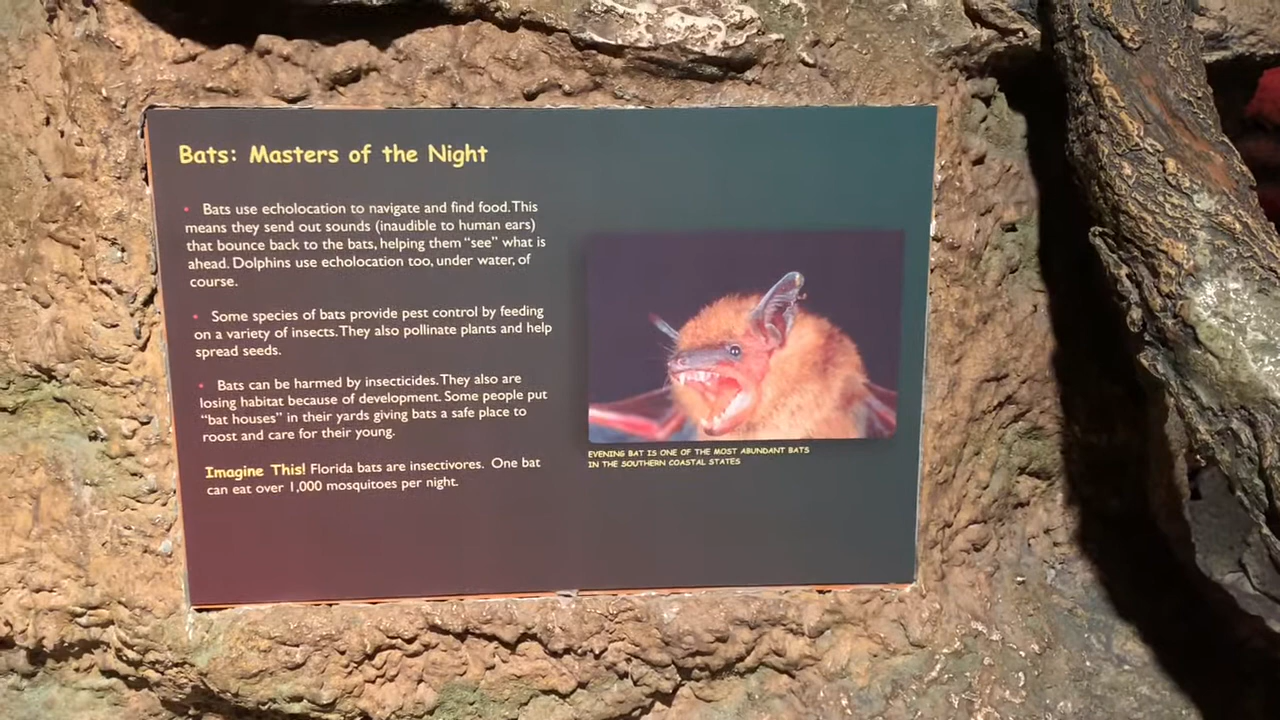 Bats: Masters of the Night
• Bats use echolocation to navigate and find food. This
means they send out sounds (inaudible to human ears)
that bounce back to the bats, helping them “see” what is
ahead. Dolphins use echolocation too, under water, of
course.
• Some species of bats provide pest control by feeding
on a variety of insects. They also pollinate plants and help
spread seeds.
• Bats can be harmed by insecticides. They also are
losing habitat because of development. Some people put
“bat houses” in their yards giving bats a safe place to
roost and care for their young.
Imagine This! Florida bats are insectivores. One bat
can eat over 1,000 mosquitoes per night.
EVENING BAT IS ONE OF THE MOST ABUNDANT BATS
IN THE SOUTHERN COASTAL STATES